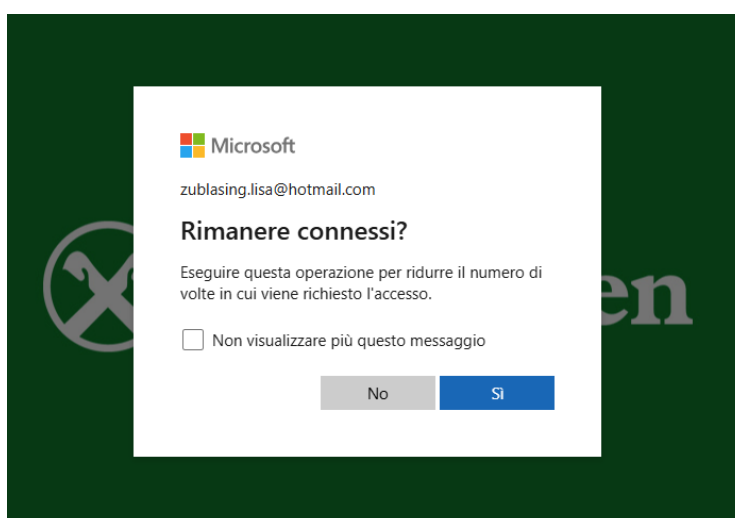 Microsoft
zublasing.lisa@hotmail.com
Rimanere connessi?
Eseguire questa operazione per ridurre il numero di
volte in cui viene richiesto l'accesso.
Non visualizzare più questo messaggio
No
Sì
en